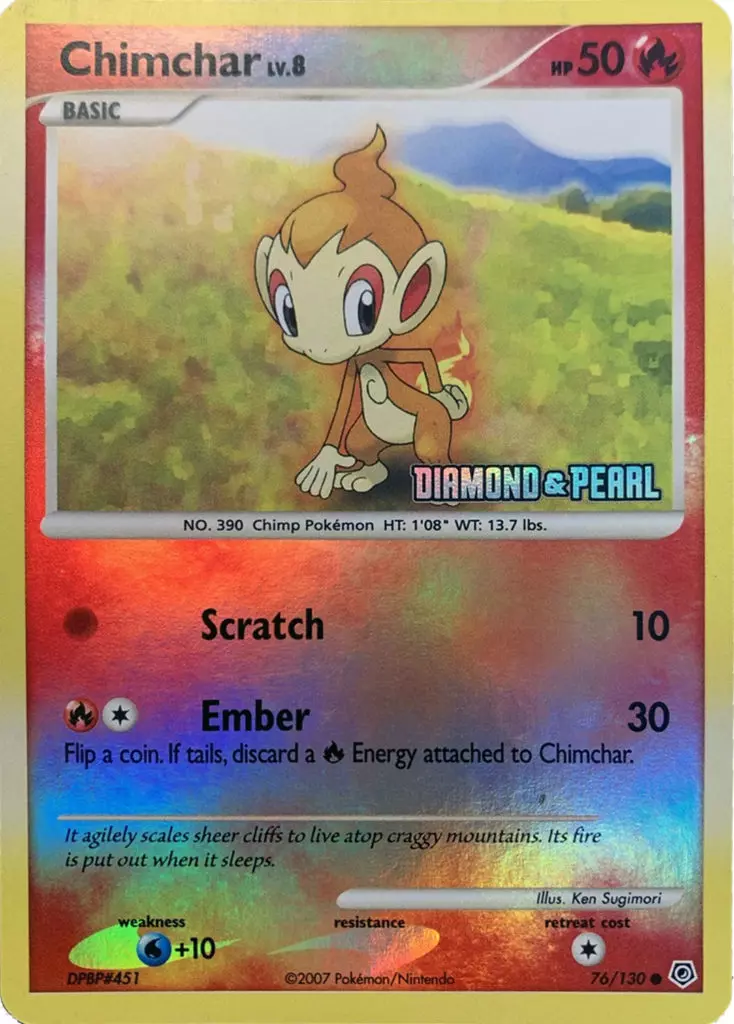 Chimchar LV.8
HP 50
BASIC
DIAMOND & PEARL
NO. 390 Chimp Pokémon HT: 1'08" WT: 13.7 lbs.
Scratch 10
Ember 30
Flip a coin. If tails, discard a Energy attached to Chimchar.
It agilely scales sheer cliffs to live atop craggy mountains. Its fire
is put out when it sleeps.
Illus. Ken Sugimori
weakness resistance retreat cost
+10
DPBP#451 ©2007 Pokémon/Nintendo 76/130